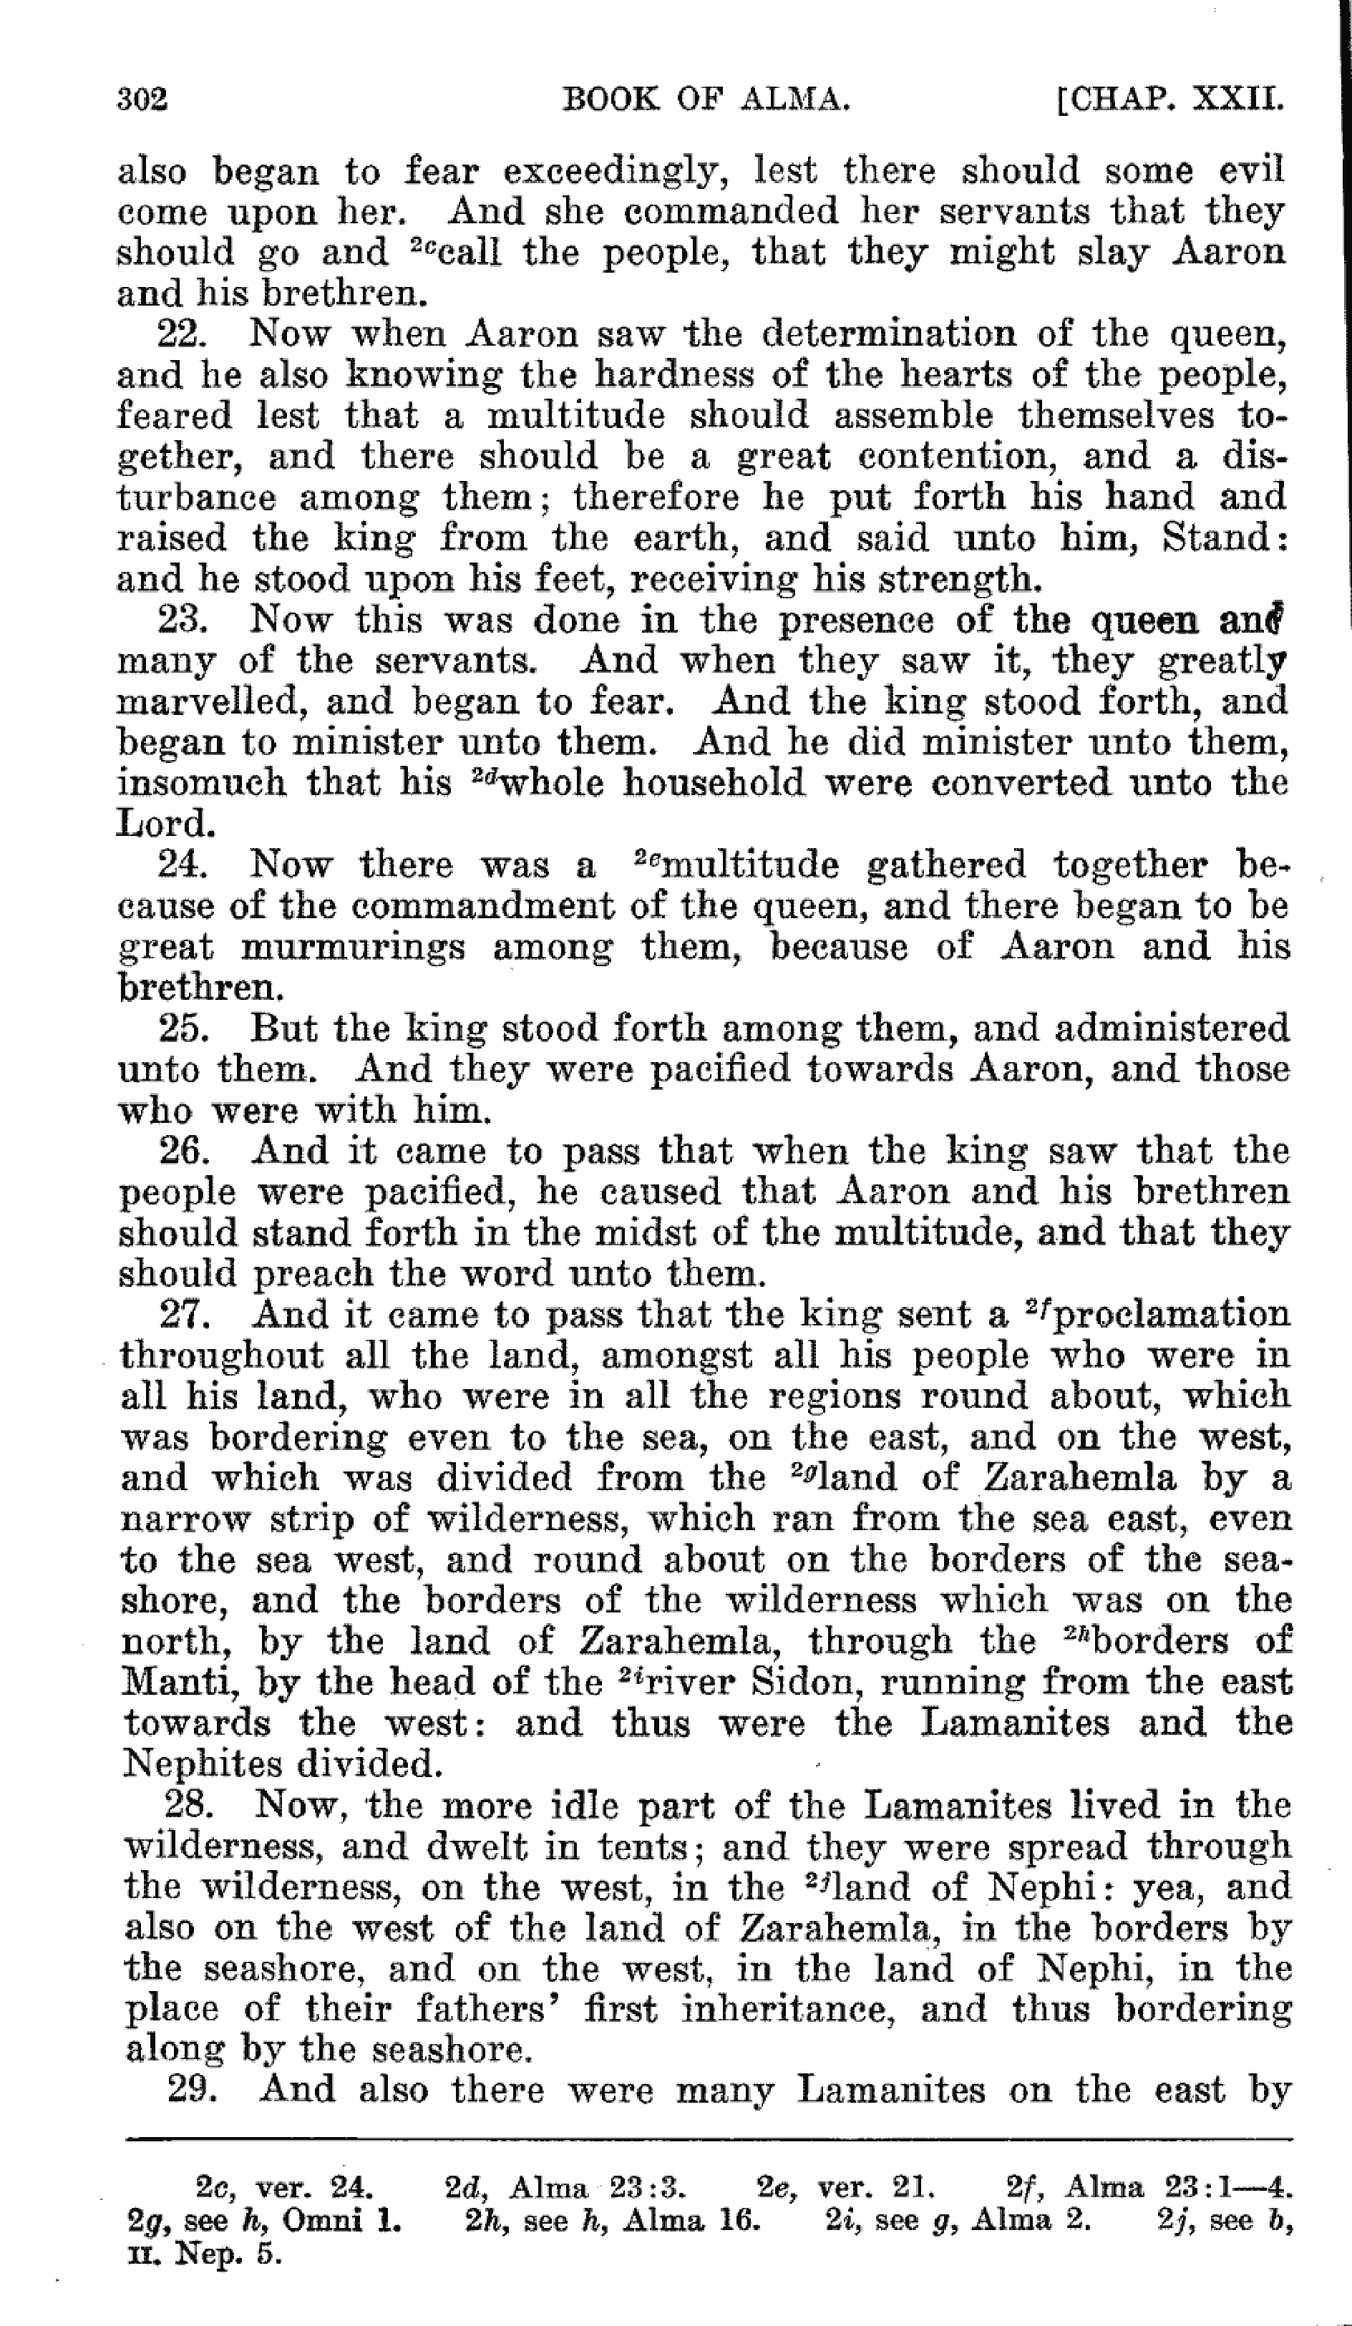 302 BOOK OF ALMA. [CHAP. XXII.
also began to fear exceedingly, lest there should some evil
come upon her. And she commanded her servants that they
should go and 2ccall the people, that they might slay Aaron
and his brethren.
22. Now when Aaron saw the determination of the queen,
and he also knowing the hardness of the hearts of the people,
feared lest that a multitude should assemble themselves to-
gether, and there should be a great contention, and a dis-
turbance among them; therefore he put forth his hand and
raised the king from the earth, and said unto him, Stand:
and he stood upon his feet, receiving his strength.
23. Now this was done in the presence of the queen and
many of the servants. And when they saw it, they greatly
marvelled, and began to fear. And the king stood forth, and
began to minister unto them. And he did minister unto them,
insomuch that his 2dwhole household were converted unto the
Lord.
24. Now there was a 2emultitude gathered together be-
cause of the commandment of the queen, and there began to be
great murmurings among them, because of Aaron and his
brethren.
25. But the king stood forth among them, and administered
unto them. And they were pacified towards Aaron, and those
who were with him.
26. And it came to pass that when the king saw that the
people were pacified, he caused that Aaron and his brethren
should stand forth in the midst of the multitude, and that they
should preach the word unto them.
27. And it came to pass that the king sent a 2fproclamation
throughout all the land, amongst all his people who were in
all his land, who were in all the regions round about, which
was bordering even to the sea, on the east, and on the west,
and which was divided from the 2gland of Zarahemla by a
narrow strip of wilderness, which ran from the sea east, even
to the sea west, and round about on the borders of the sea-
shore, and the borders of the wilderness which was on the
north, by the land of Zarahemla, through the 2hborders of
Manti, by the head of the 2iriver Sidon, running from the east
towards the west: and thus were the Lamanites and the
Nephites divided.
28. Now, the more idle part of the Lamanites lived in the
wilderness, and dwelt in tents; and they were spread through
the wilderness, on the west, in the 2jland of Nephi: yea, and
also on the west of the land of Zarahemla, in the borders by
the seashore, and on the west, in the land of Nephi, in the
place of their fathers' first inheritance, and thus bordering
along by the seashore.
29. And also there were many Lamanites on the east by
2c, ver. 24. 2d, Alma 23:3. 2e, ver. 21. 2f, Alma 23:1—4.
2g, see h, Omni 1. 2h, see h, Alma 16. 2i, see g, Alma 2. 2j, see b,
II. Nep. 5.